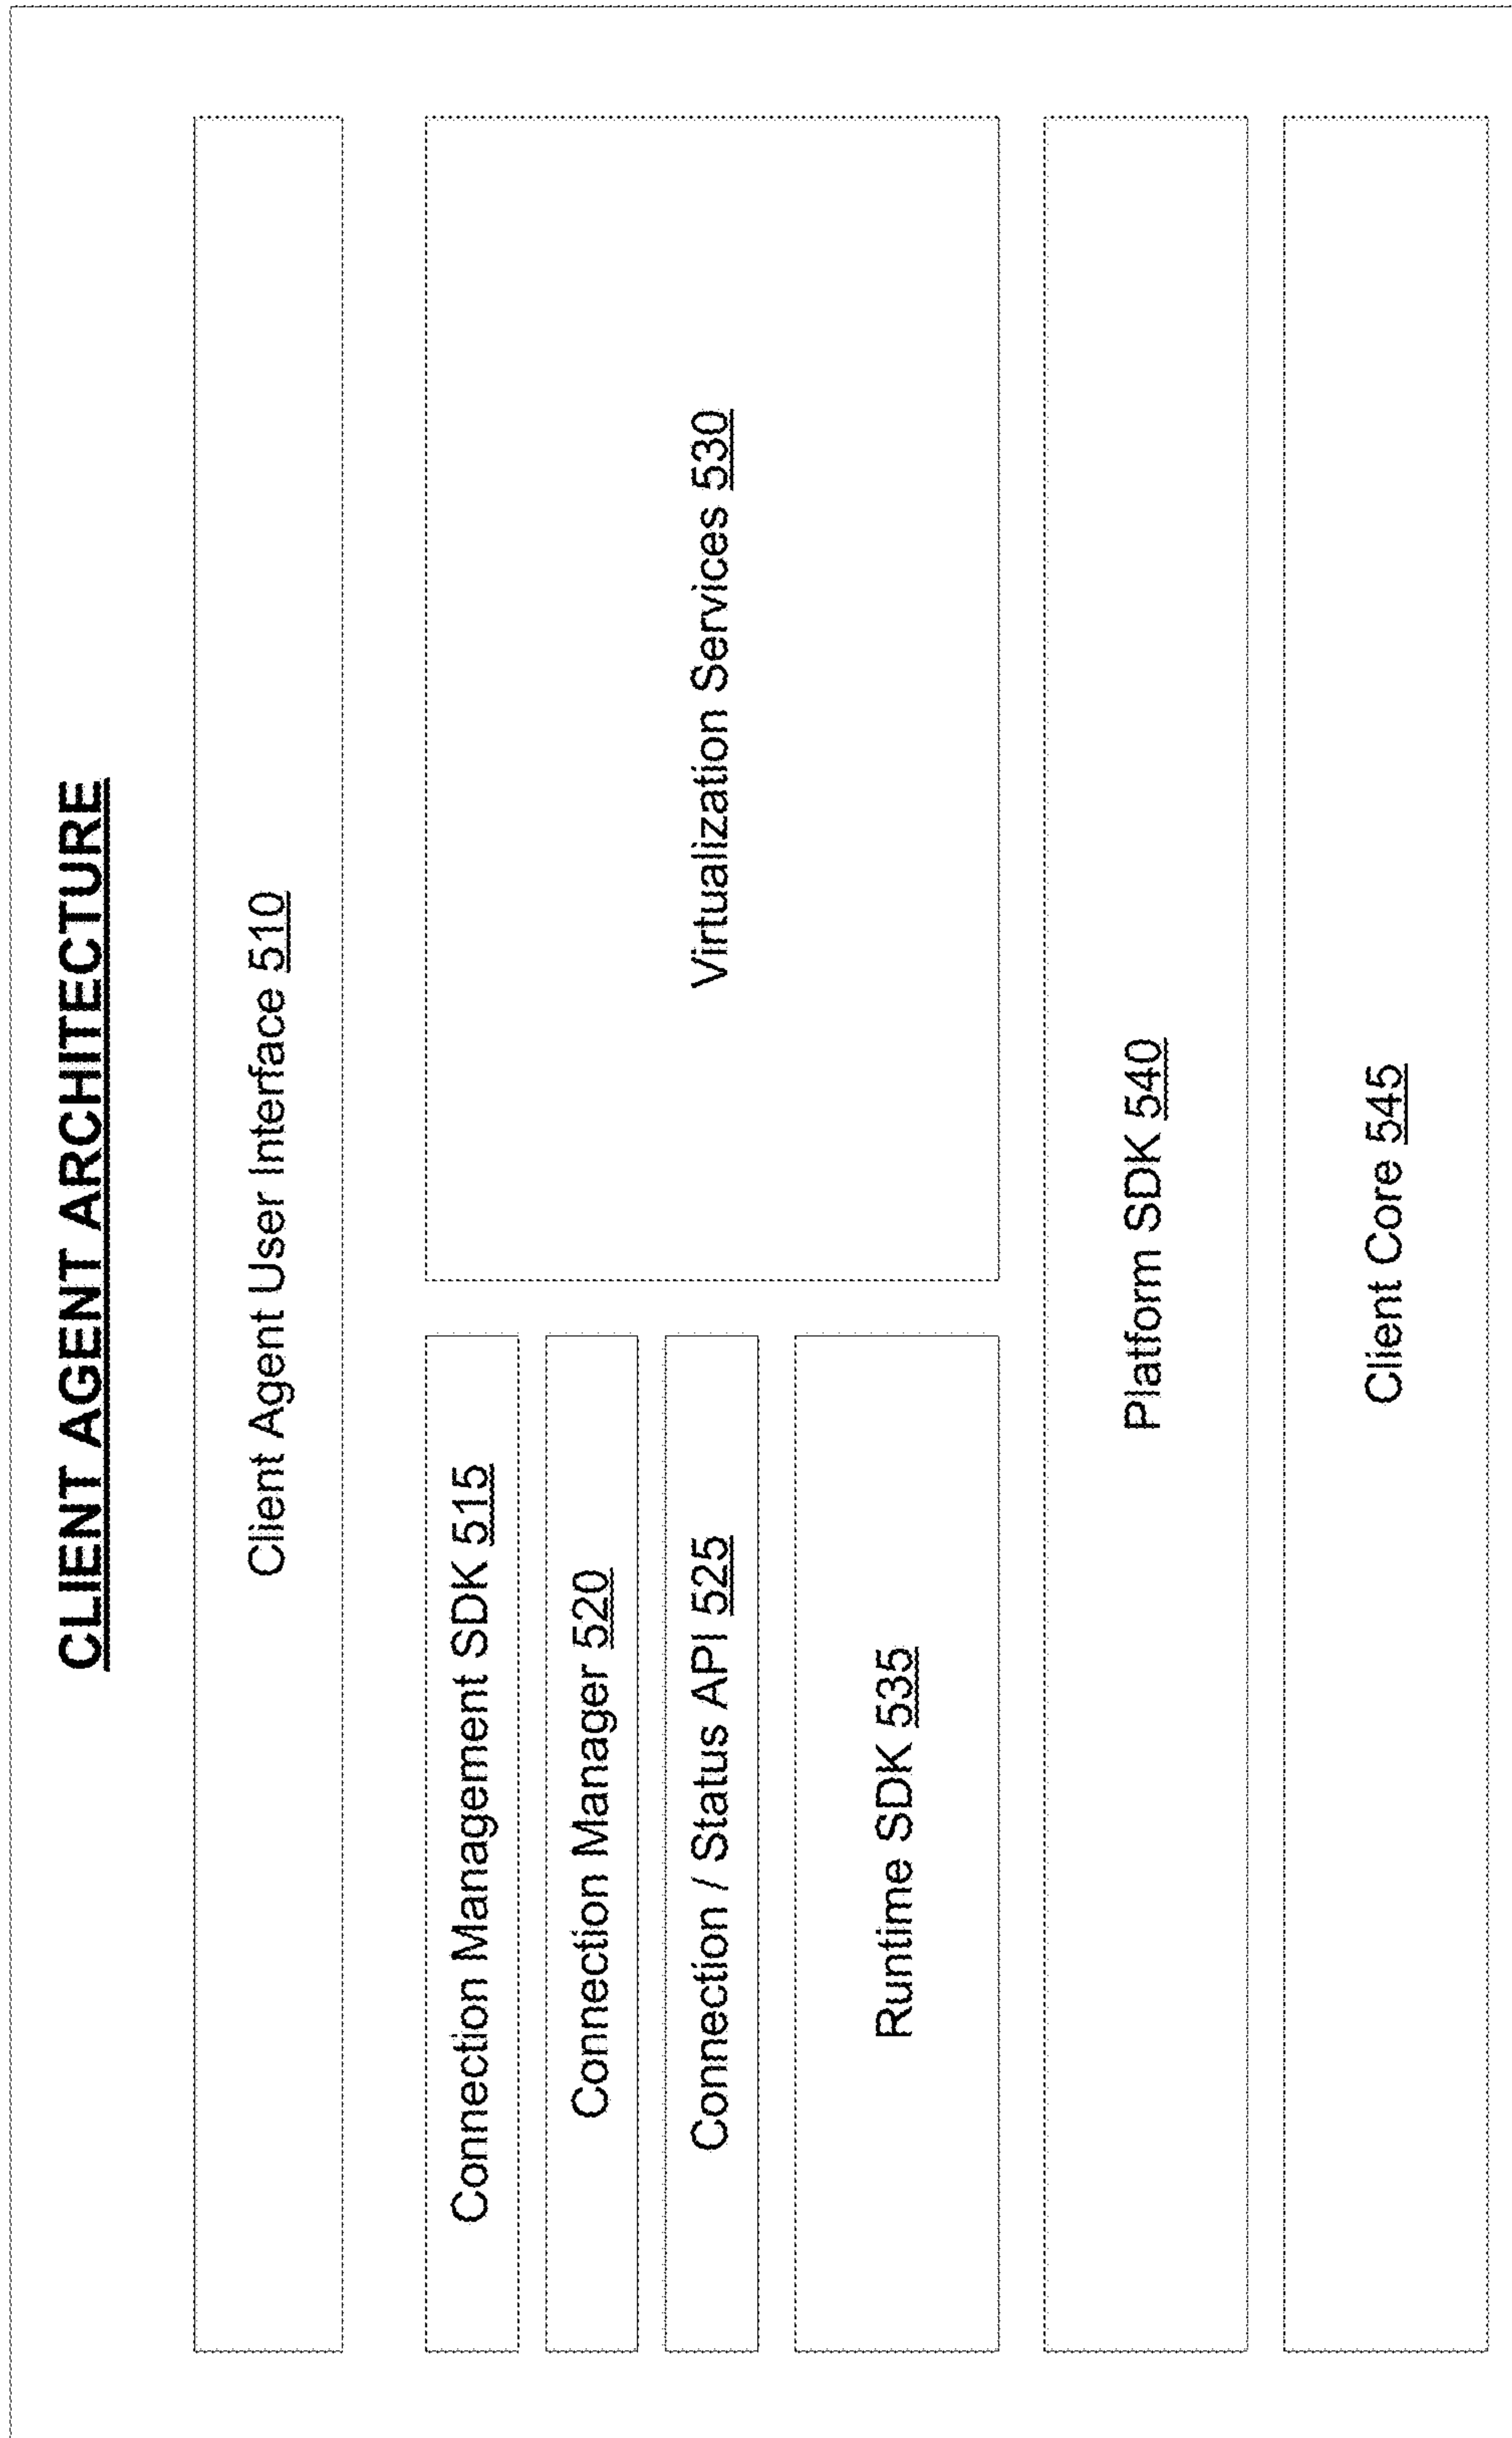 CLIENT AGENT ARCHITECTURE
Client Agent User Interface 510
Connection Management SDK 515
Connection Manager 520
Connection / Status API 525
Virtualization Services 530
Runtime SDK 535
Platform SDK 540
Client Core 545